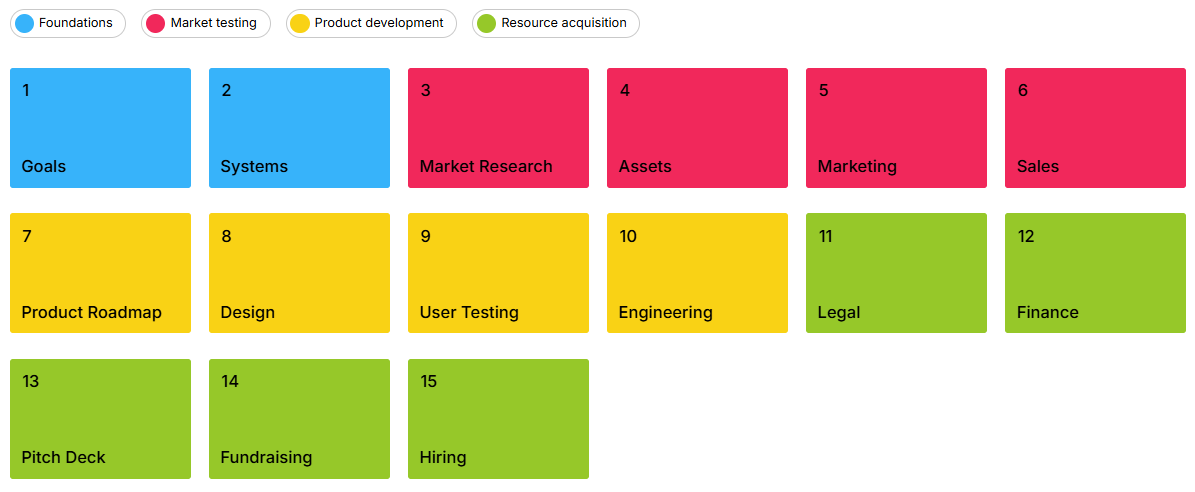 Foundations
Market testing
Product development
Resource acquisition
1
2
3
4
5
6
Goals
Systems
Market Research
Assets
Marketing
Sales
7
8
9
10
11
12
Product Roadmap
Design
User Testing
Engineering
Legal
Finance
13
14
15
Pitch Deck
Fundraising
Hiring